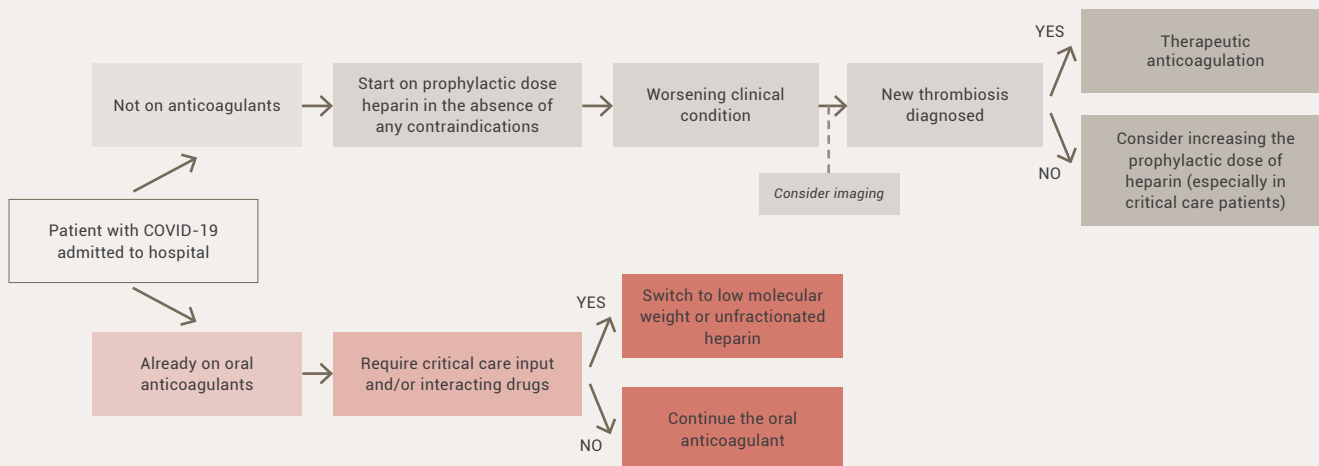 Not on anticoagulants
Start on prophylactic dose
heparin in the absence of
any contraindications
Worsening clinical
condition
Consider imaging
New thrombiosis
diagnosed
YES
Therapeutic
anticoagulation
NO
Consider increasing the
prophylactic dose of
heparin (especially in
critical care patients)
Patient with COVID-19
admitted to hospital
Already on oral
anticoagulants
Require critical care input
and/or interacting drugs
YES
Switch to low molecular
weight or unfractionated
heparin
NO
Continue the oral
anticoagulant